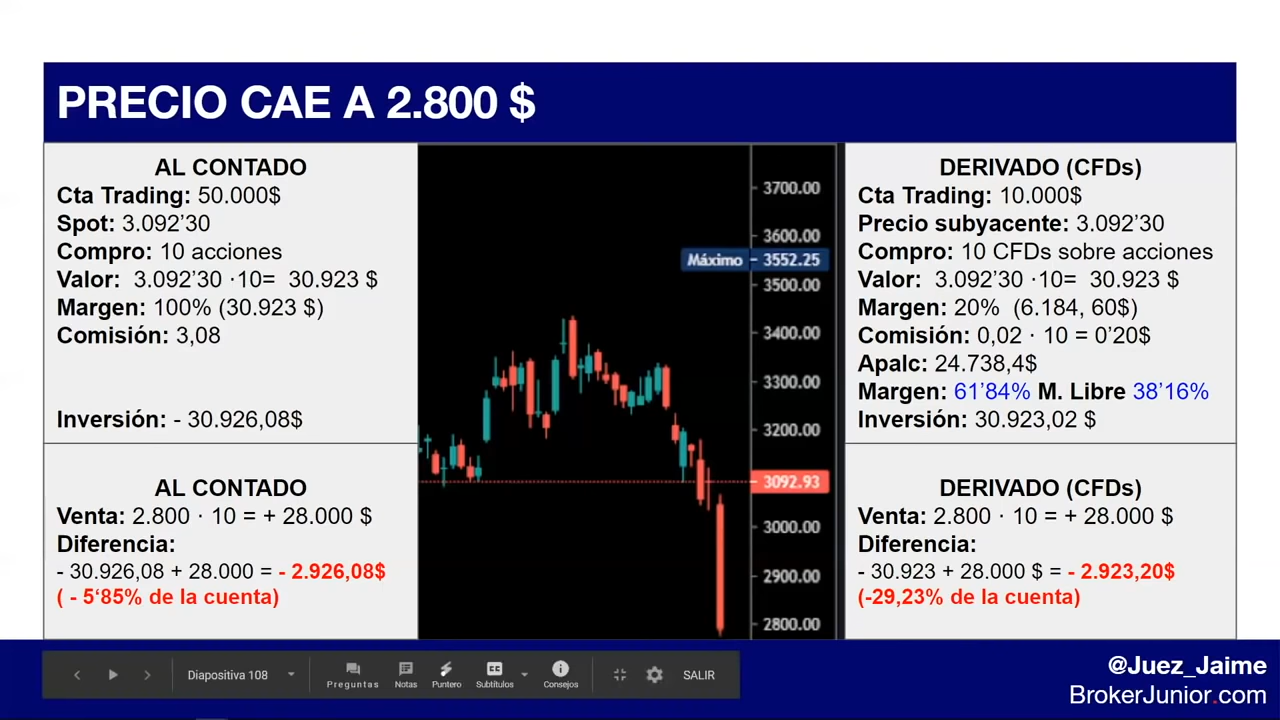 PRECIO CAE A 2.800 $
AL CONTADO
Cta Trading: 50.000$
Spot: 3.092’30
Compro: 10 acciones
Valor: 3.092’30 ·10= 30.923 $
Margen: 100% (30.923 $)
Comisión: 3,08
Inversión: - 30.926,08$
AL CONTADO
Venta: 2.800 · 10 = + 28.000 $
Diferencia:
- 30.926,08 + 28.000 = - 2.926,08$
( - 5‘85% de la cuenta)
3700.00
3600.00
Máximo
3552.25
3500.00
3400.00
3300.00
3200.00
3092.93
3000.00
2900.00
2800.00
DERIVADO (CFDs)
Cta Trading: 10.000$
Precio subyacente: 3.092’30
Compro: 10 CFDs sobre acciones
Valor: 3.092’30 ·10= 30.923 $
Margen: 20% (6.184, 60$)
Comisión: 0,02 · 10 = 0’20$
Apalc: 24.738,4$
Margen: 61’84% M. Libre 38’16%
Inversión: 30.923,02 $
DERIVADO (CFDs)
Venta: 2.800 · 10 = + 28.000 $
Diferencia:
- 30.923 + 28.000 $ = - 2.923,20$
(-29,23% de la cuenta)
Diapositiva 108
Preguntas
Notas
Puntero
CC
Subtítulos
Consejos
SALIR
@Juez_Jaime
BrokerJunior.com